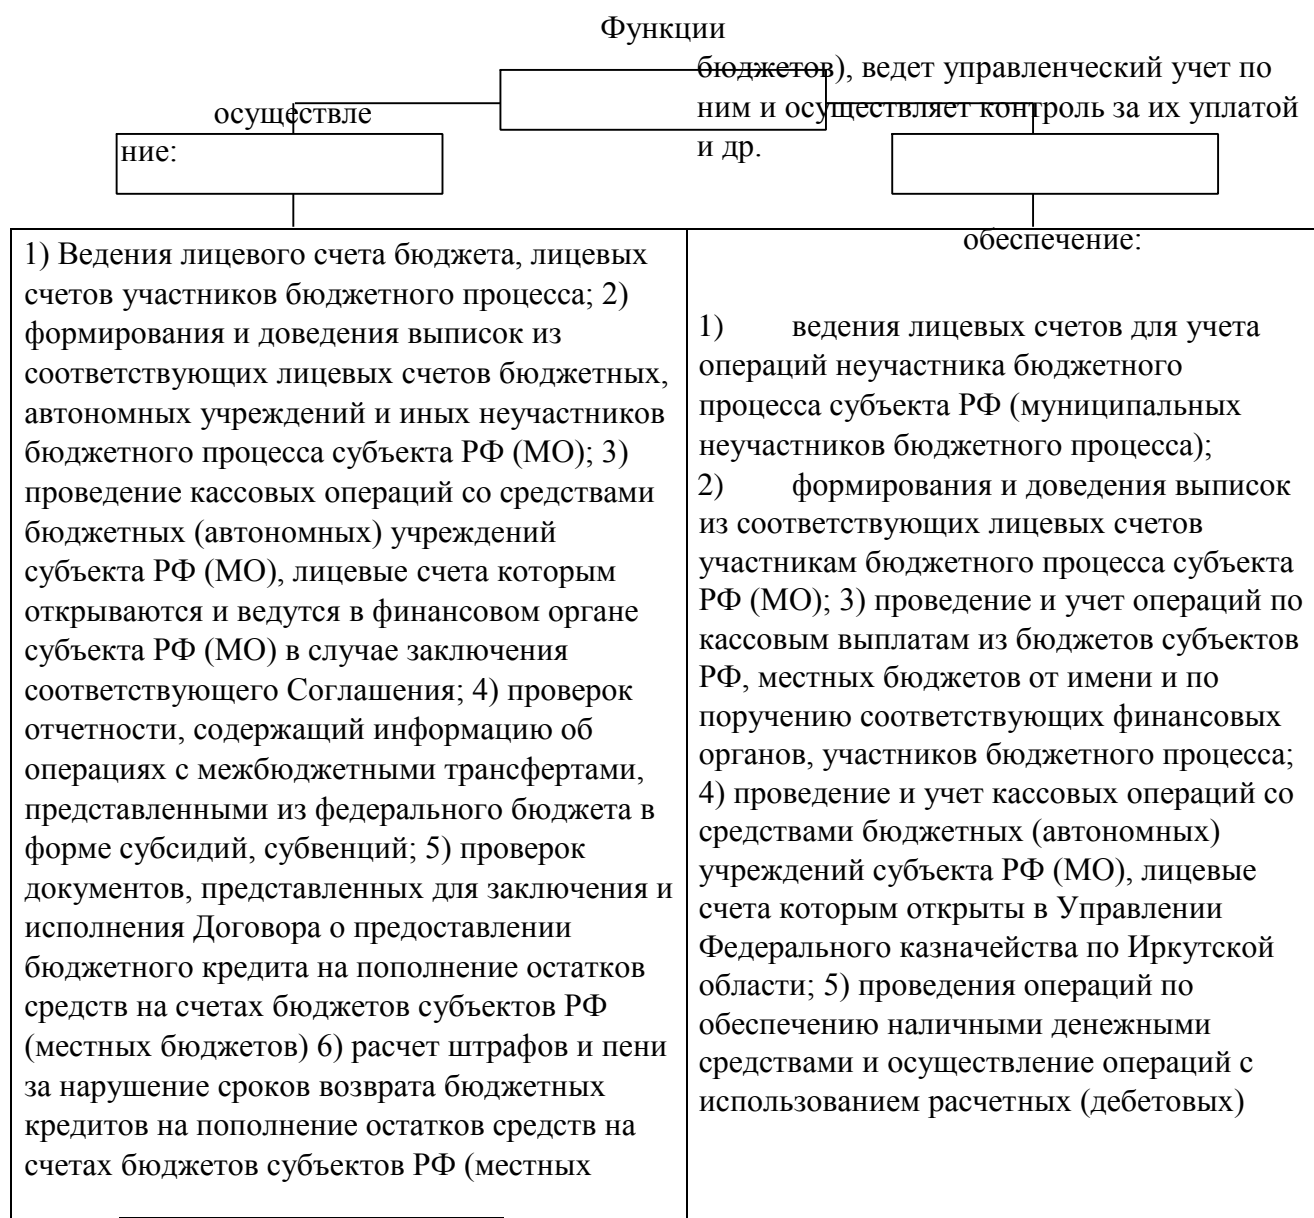 Функции
бюджетов), ведет управленческий учет по
ним и осуществляет контроль за их уплатой
и др.
осуществле
ние:
1) Ведения лицевого счета бюджета, лицевых
счетов участников бюджетного процесса; 2)
формирования и доведения выписок из
соответствующих лицевых счетов бюджетных,
автономных учреждений и иных неучастников
бюджетного процесса субъекта РФ (МО); 3)
проведение кассовых операций со средствами
бюджетных (автономных) учреждений
субъекта РФ (МО), лицевые счета которым
открываются и ведутся в финансовом органе
субъекта РФ (МО) в случае заключения
соответствующего Соглашения; 4) проверок
отчетности, содержащий информацию об
операциях с межбюджетными трансфертами,
представленными из федерального бюджета в
форме субсидий, субвенций; 5) проверок
документов, представленных для заключения и
исполнения Договора о предоставлении
бюджетного кредита на пополнение остатков
средств на счетах бюджетов субъектов РФ
(местных бюджетов) 6) расчет штрафов и пени
за нарушение сроков возврата бюджетных
кредитов на пополнение остатков средств на
счетах бюджетов субъектов РФ (местных
обеспечение:
1) ведения лицевых счетов для учета
операций неучастника бюджетного
процесса субъекта РФ (муниципальных
неучастников бюджетного процесса);
2) формирования и доведения выписок
из соответствующих лицевых счетов
участникам бюджетного процесса субъекта
РФ (МО); 3) проведение и учет операций по
кассовым выплатам из бюджетов субъектов
РФ, местных бюджетов от имени и по
поручению соответствующих финансовых
органов, участников бюджетного процесса;
4) проведение и учет кассовых операций со
средствами бюджетных (автономных)
учреждений субъекта РФ (МО), лицевые
счета которым открыты в Управлении
Федерального казначейства по Иркутской
области; 5) проведения операций по
обеспечению наличными денежными
средствами и осуществление операций с
использованием расчетных (дебетовых)